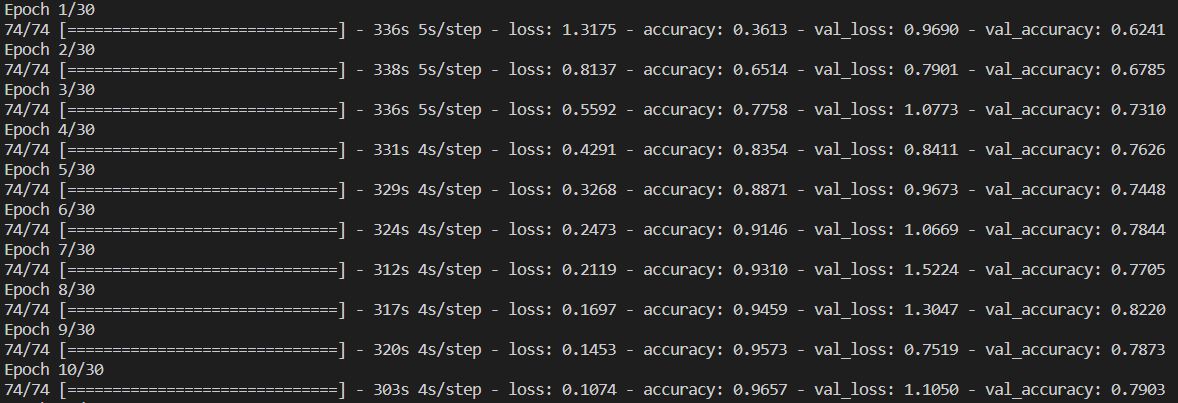 Epoch 1/30
74/74 [==============================] - 336s 5s/step - loss: 1.3175 - accuracy: 0.3613 - val_loss: 0.9690 - val_accuracy: 0.6241
Epoch 2/30
74/74 [==============================] - 338s 5s/step - loss: 0.8137 - accuracy: 0.6514 - val_loss: 0.7901 - val_accuracy: 0.6785
Epoch 3/30
74/74 [==============================] - 336s 5s/step - loss: 0.5592 - accuracy: 0.7758 - val_loss: 1.0773 - val_accuracy: 0.7310
Epoch 4/30
74/74 [==============================] - 331s 4s/step - loss: 0.4291 - accuracy: 0.8354 - val_loss: 0.8411 - val_accuracy: 0.7626
Epoch 5/30
74/74 [==============================] - 329s 4s/step - loss: 0.3268 - accuracy: 0.8871 - val_loss: 0.9673 - val_accuracy: 0.7448
Epoch 6/30
74/74 [==============================] - 324s 4s/step - loss: 0.2473 - accuracy: 0.9146 - val_loss: 1.0669 - val_accuracy: 0.7844
Epoch 7/30
74/74 [==============================] - 312s 4s/step - loss: 0.2119 - accuracy: 0.9310 - val_loss: 1.5224 - val_accuracy: 0.7705
Epoch 8/30
74/74 [==============================] - 317s 4s/step - loss: 0.1697 - accuracy: 0.9459 - val_loss: 1.3047 - val_accuracy: 0.8220
Epoch 9/30
74/74 [==============================] - 320s 4s/step - loss: 0.1453 - accuracy: 0.9573 - val_loss: 0.7519 - val_accuracy: 0.7873
Epoch 10/30
74/74 [==============================] - 303s 4s/step - loss: 0.1074 - accuracy: 0.9657 - val_loss: 1.1050 - val_accuracy: 0.7903